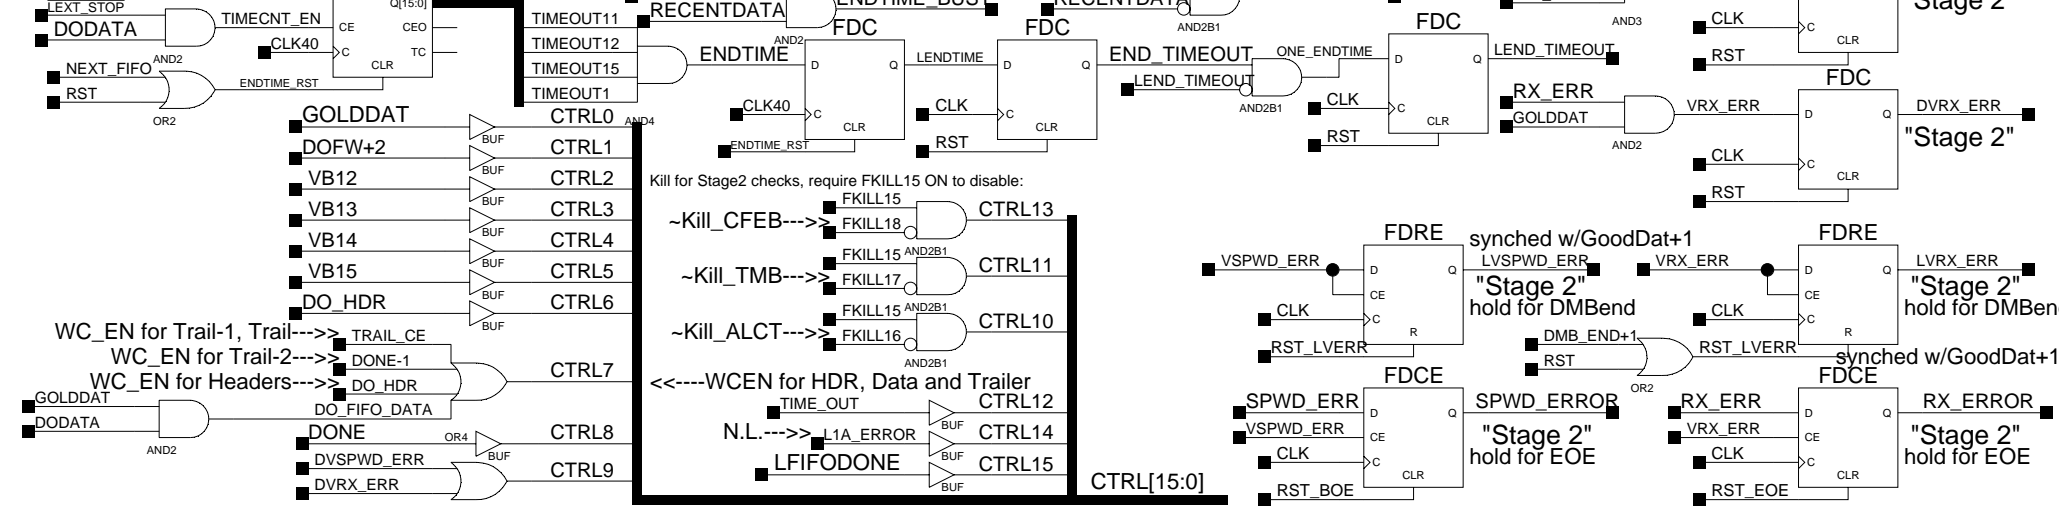 LEXT_STOP
DODATA
AND2
TIMECNT_EN
CLK40
Q[15:0]
CE
CEO
C
TC
CLR
NEXT_FIFO
RST
OR2
ENDTIME_RST
TIMEOUT11
TIMEOUT12
TIMEOUT15
TIMEOUT1
AND4
RECENTDATA
AND2
ENDTIME_BUSY
ENDTIME
FDC
D
Q
C
CLR
CLK40
ENDTIME_RST
LENDTIME
RECENTDATA
AND2B1
FDC
D
Q
C
CLR
CLK
RST
END_TIMEOUT
LEND_TIMEOUT
AND2B1
ONE_ENDTIME
FDC
D
Q
C
CLR
CLK
RST
LEND_TIMEOUT
AND3
CLK
RST
C
CLR
"Stage 2"
RX_ERR
GOLDDAT
AND2
VRX_ERR
FDC
D
Q
C
CLR
CLK
RST
DVRX_ERR
"Stage 2"
GOLDDAT
BUF
CTRL0
DOFW+2
BUF
CTRL1
VB12
BUF
CTRL2
VB13
BUF
CTRL3
VB14
BUF
CTRL4
VB15
BUF
CTRL5
DO_HDR
BUF
CTRL6
WC_EN for Trail-1, Trail--->>
TRAIL_CE
WC_EN for Trail-2--->>
DONE-1
WC_EN for Headers--->>
DO_HDR
DO_FIFO_DATA
CTRL7
<<----WCEN for HDR, Data and Trailer
GOLDDAT
DODATA
AND2
DONE
OR4
BUF
CTRL8
DVSPWD_ERR
DVRX_ERR
CTRL9
Kill for Stage2 checks, require FKILL15 ON to disable:
~Kill_CFEB--->>
FKILL15
FKILL18
AND2B1
CTRL13
~Kill_TMB--->>
FKILL15
FKILL17
AND2B1
CTRL11
~Kill_ALCT--->>
FKILL15
FKILL16
AND2B1
CTRL10
TIME_OUT
BUF
CTRL12
N.L.--->>
L1A_ERROR
BUF
CTRL14
LFIFODONE
BUF
CTRL15
CTRL[15:0]
VSPWD_ERR
FDRE
D
Q
CE
C
R
CLK
RST_LVERR
synched w/GoodDat+1
LVSPWD_ERR
"Stage 2"
hold for DMBend
VRX_ERR
FDRE
D
Q
CE
C
R
CLK
DMB_END+1
RST
OR2
RST_LVERR
LVRX_ERR
"Stage 2"
hold for DMBen
synched w/GoodDat+1
SPWD_ERR
VSPWD_ERR
CLK
RST_BOE
FDCE
D
Q
CE
C
CLR
SPWD_ERROR
"Stage 2"
hold for EOE
RX_ERR
VRX_ERR
CLK
RST_EOE
FDCE
D
Q
CE
C
CLR
RX_ERROR
"Stage 2"
hold for EOE